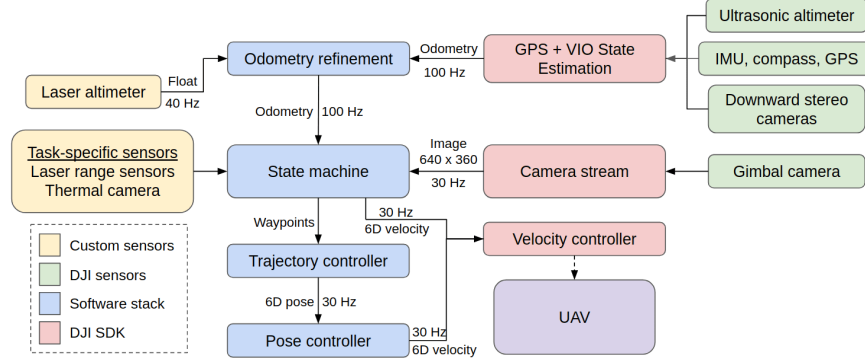 Ultrasonic altimeter
Odometry refinement
Odometry
100 Hz
GPS + VIO State
Estimation
IMU, compass, GPS
Laser altimeter
Float
40 Hz
Downward stereo
cameras
Odometry
100 Hz
Task-specific sensors
Laser range sensors
Thermal camera
State machine
Image
640 x 360
30 Hz
Camera stream
Gimbal camera
Waypoints
30 Hz
6D velocity
Velocity controller
Custom sensors
DJI sensors
Software stack
DJI SDK
Trajectory controller
6D pose
30 Hz
Pose controller
30 Hz
6D velocity
UAV